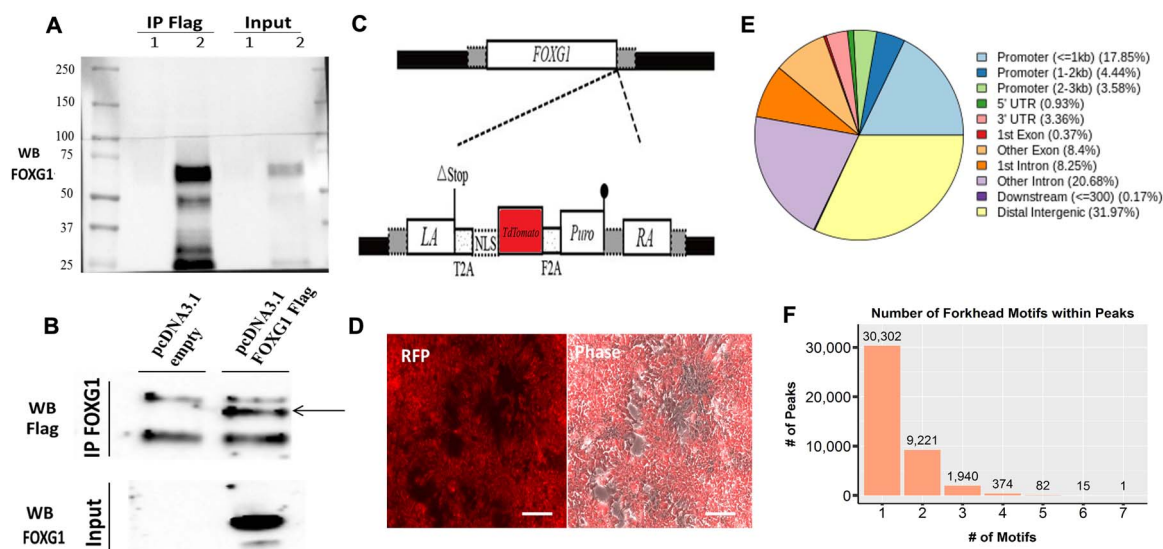 A
IP Flag
Input
1 2 1 2
250
150
100
75
50
37
25
WB
FOXG1
B
pcDNA3.1
empty
pcDNA3.1
FOXG1 Flag
WB
Flag
IP FOXG1
WB
FOXG1
Input
C
FOXG1
ΔStop
LA
NLS
TdTomato
Puro
RA
T2A
F2A
D
RFP
Phase
E
Promoter (<=1kb) (17.85%)
Promoter (1-2kb) (4.44%)
Promoter (2-3kb) (3.58%)
5' UTR (0.93%)
3' UTR (3.36%)
1st Exon (0.37%)
Other Exon (8.4%)
1st Intron (8.25%)
Other Intron (20.68%)
Downstream (<=300) (0.17%)
Distal Intergenic (31.97%)
F
Number of Forkhead Motifs within Peaks
# of Peaks
30,000
20,000
10,000
0
30,302
9,221
1,940
374
82
15
1
1 2 3 4 5 6 7
# of Motifs